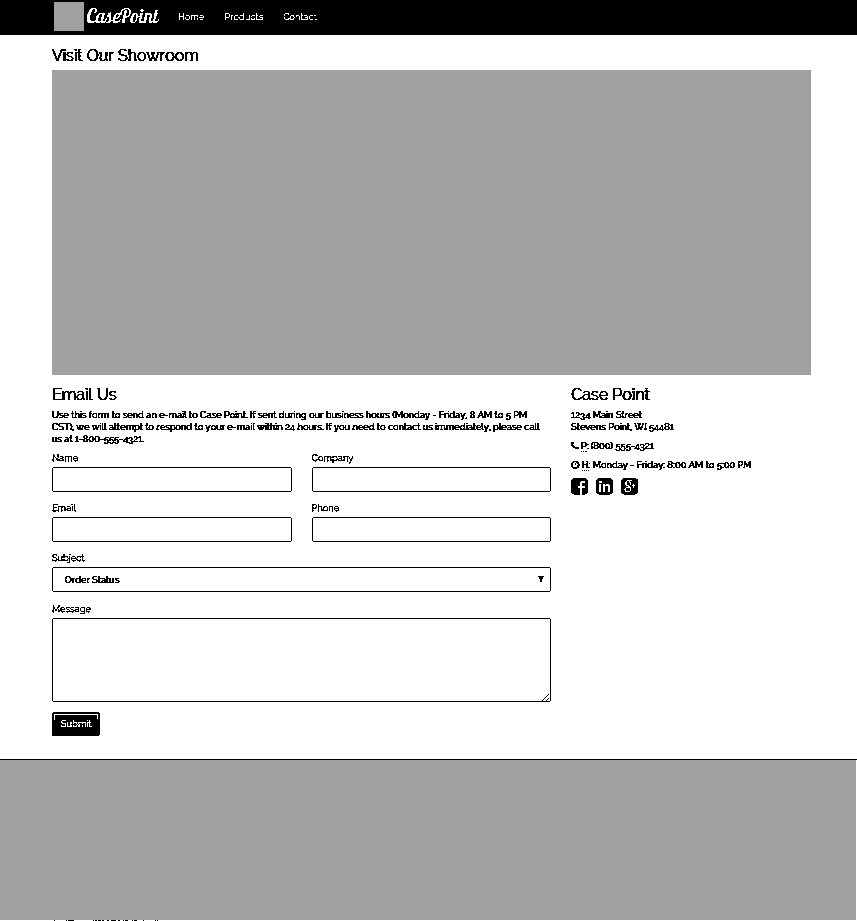 CasePoint
Home
Products
Contact
Visit Our Showroom
Email Us
Use this form to send an e-mail to Case Point. If sent during our business hours (Monday - Friday, 8 AM to 5 PM
CST), we will attempt to respond to your e-mail within 24 hours. If you need to contact us immediately, please call
us at 1-800-555-4321.
Name
Company
Email
Phone
Subject
Order Status
Message
Submit
Case Point
1234 Main Street
Stevens Point, WI 54481
P: (800) 555-4321
H: Monday - Friday: 8:00 AM to 5:00 PM